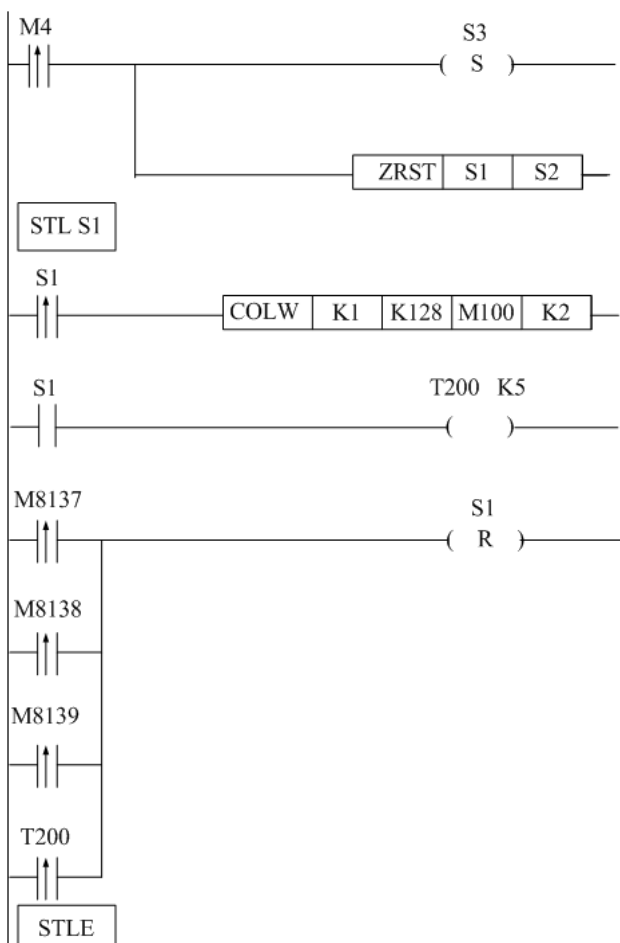 M4
S3
( S )
ZRST S1 S2
STL S1
S1
COLW K1 K128 M100 K2
S1
T200 K5
( )
M8137
S1
( R )
M8138
M8139
T200
STLE